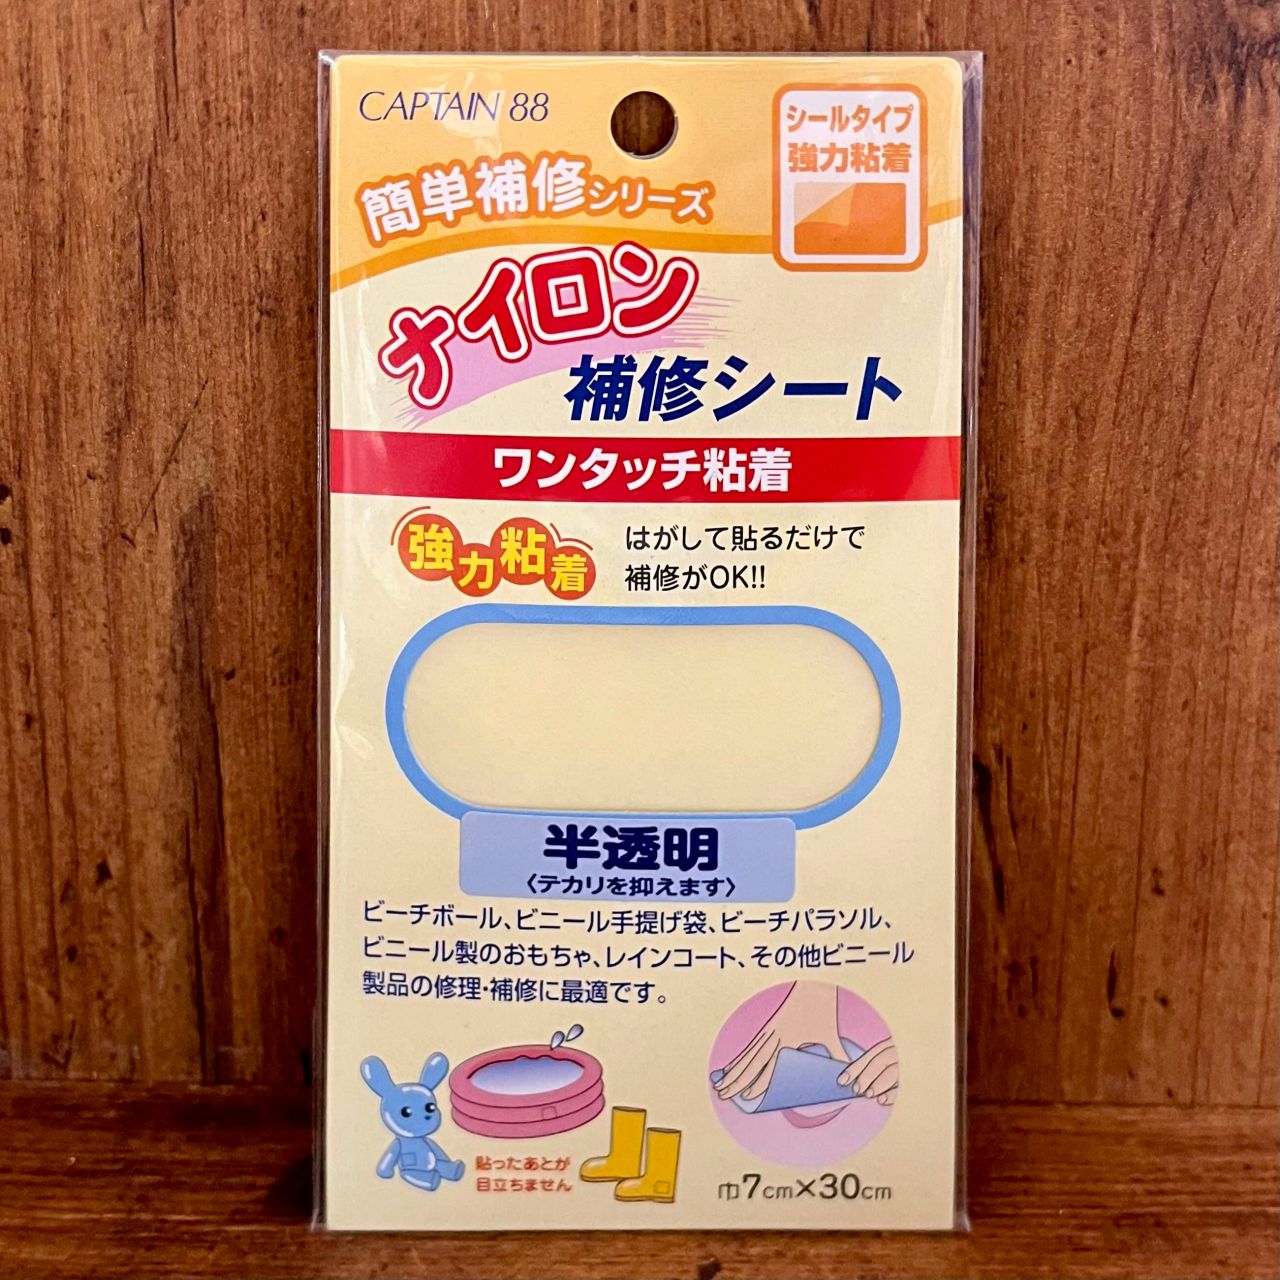 CAPTAIN 88
シールタイプ
強力粘着
簡単補修シリーズ
ナイロン
補修シート
ワンタッチ粘着
強力粘着
はがして貼るだけで
補修がOK!!
半透明
〈テカリを抑えます〉
ビーチボール、ビニール手提げ袋、ビーチパラソル、
ビニール製のおもちゃ、レインコート、その他ビニール
製品の修理・補修に最適です。
貼ったあとが
目立ちません
巾7cm×30cm